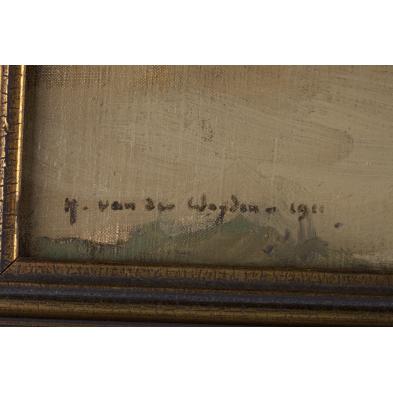 H. van der Weyden - 1911.